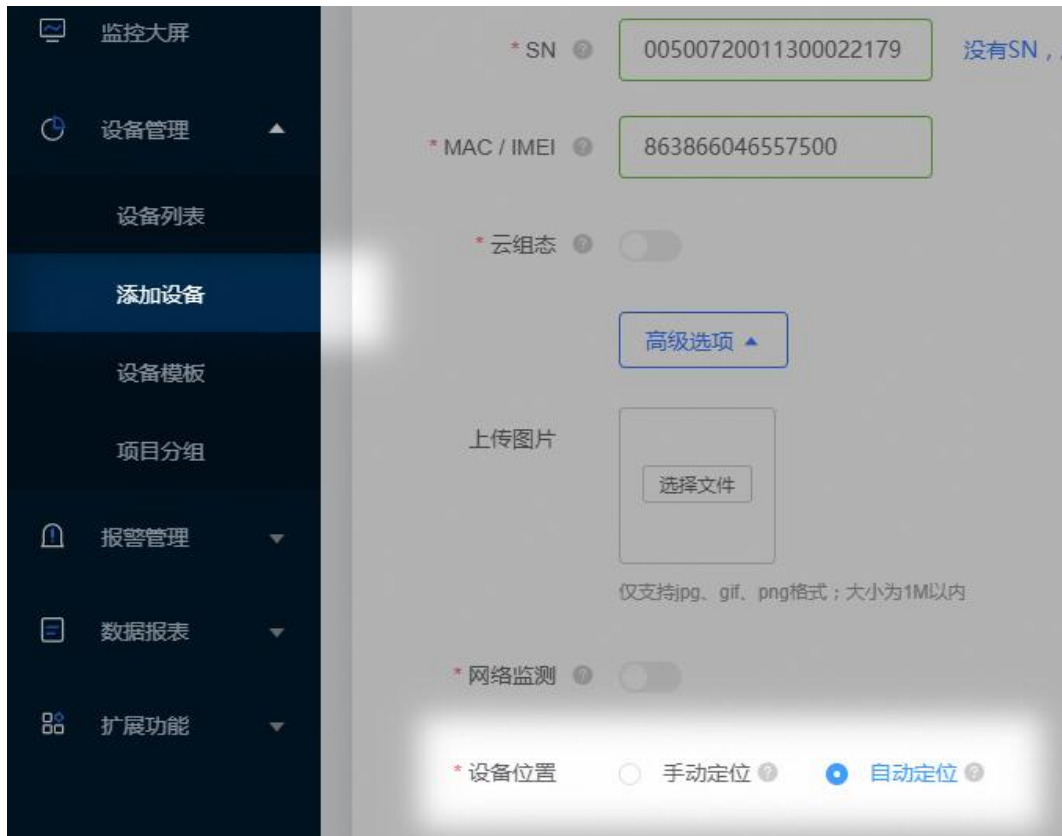 监控大屏
设备管理
设备列表
添加设备
设备模板
项目分组
报警管理
数据报表
扩展功能
* SN
00500720011300022179
没有SN，
* MAC / IMEI
863866046557500
* 云组态
高级选项
上传图片
选择文件
仅支持jpg、gif、png格式；大小为1M以内
* 网络监测
* 设备位置
手动定位
自动定位